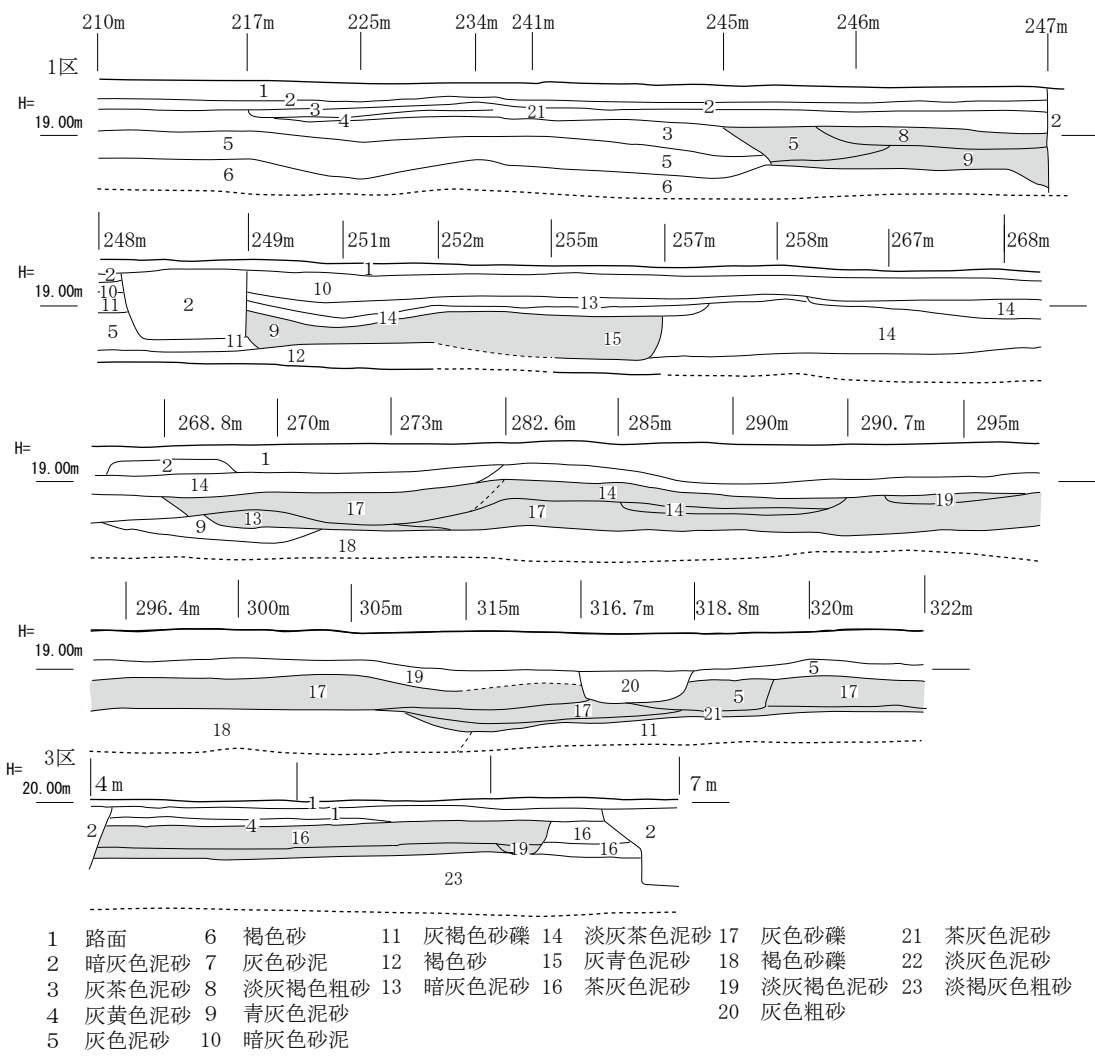 210m 217m 225m 234m 241m 245m 246m 247m
1区
H=
19.00m
1 2 3 4 21 2 2
5 3 5 8 9
6 5 6
248m 249m 251m 252m 255m 257m 258m 267m 268m
H=
19.00m
2 10 11 5 2 11 1 10 13 14 9 12 15 14 14
268.8m 270m 273m 282.6m 285m 290m 290.7m 295m
H=
19.00m
2 1 14 17 14 19
9 13 17 14
18
296.4m 300m 305m 315m 316.7m 318.8m 320m 322m
H=
19.00m
17 19 20 5 5 17
18 17 21 11
3区
H=
20.00m
4m 7m
1 1
2 4 16 16 2
19 16
23
1 路面 6 褐色砂 11 灰褐色砂礫 14 淡灰茶色泥砂 17 灰色砂礫 21 茶灰色泥砂
2 暗灰色泥砂 7 灰色砂泥 12 褐色砂 15 灰青色泥砂 18 褐色砂礫 22 淡灰色泥砂
3 灰茶色泥砂 8 淡灰褐色粗砂 13 暗灰色泥砂 16 茶灰色泥砂 19 淡灰褐色泥砂 23 淡褐灰色粗砂
4 灰黄色泥砂 9 青灰色泥砂 20 灰色粗砂
5 灰色泥砂 10 暗灰色砂泥